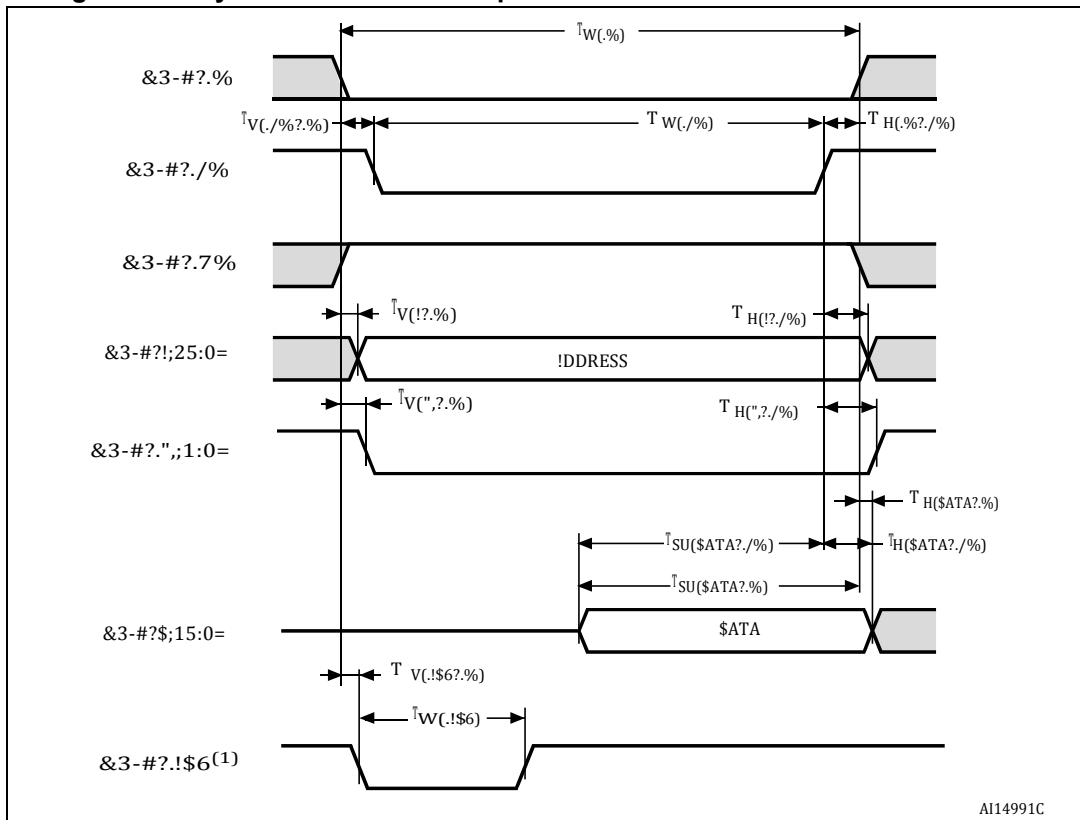 TW(.%)
&3-#?.%
TV(./%?.%)
T W(./%)
T H(.%?./%)
&3-#?./%
&3-#?.7%
TV(!?.%)
T H(!?./%)
&3-#?!;25:0=
!DDRESS
TV(",?.%)
T H(",?./%)
&3-#?.",;1:0=
T H($ATA?.%)
TSU($ATA?./%)
TH($ATA?./%)
TSU($ATA?.%)
&3-#?$;15:0=
$ATA
T V(.!$6?.%)
TW(.!$6)
&3-#?.!$6(1)
AI14991C